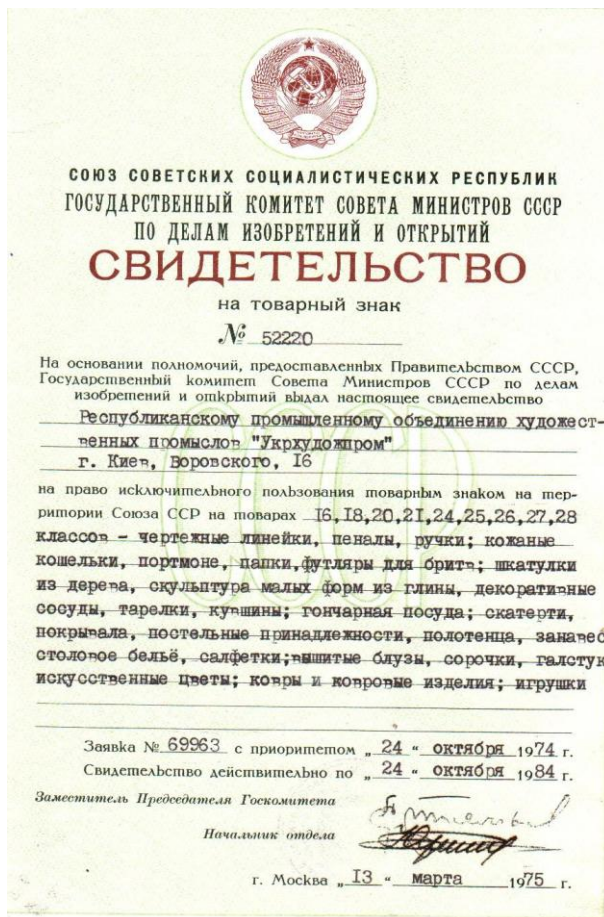 СОЮЗ СОВЕТСКИХ СОЦИАЛИСТИЧЕСКИХ РЕСПУБЛИК
ГОСУДАРСТВЕННЫЙ КОМИТЕТ СОВЕТА МИНИСТРОВ СССР
ПО ДЕЛАМ ИЗОБРЕТЕНИЙ И ОТКРЫТИЙ
СВИДЕТЕЛЬСТВО
на товарный знак
№ 52220
На основании полномочий, предоставленных Правительством СССР,
Государственный комитет Совета Министров СССР по делам
изобретений и открытий выдал настоящее свидетельство
Республиканскому промышленному объединению художест-
венных промыслов "Укрхудожпром"
г. Киев, Воровского, 16
на право исключительного пользования товарным знаком на тер-
ритории Союза ССР на товарах 16,18,20,21,24,25,26,27,28
классов – чертежные линейки, пеналы, ручки; кожаные
кошельки, портмоне, папки,футляры для бритв; шкатулки
из дерева, скульптура малых форм из глины, декоративные
сосуды, тарелки, кувшины; гончарная посуда; скатерти,
покрывала, постельные принадлежности, полотенца, занавес
столовое бельё, салфетки;вышитые блузы, сорочки, галстук
искусственные цветы; ковры и ковровые изделия; игрушки
Заявка № 69963 с приоритетом „ 24 “ октября 1974 г.
Свидетельство действительно по „ 24 “ октября 1984 г.
Заместитель Председателя Госкомитета
Начальник отдела
г. Москва „ 13 “ марта 1975 г.
СССР